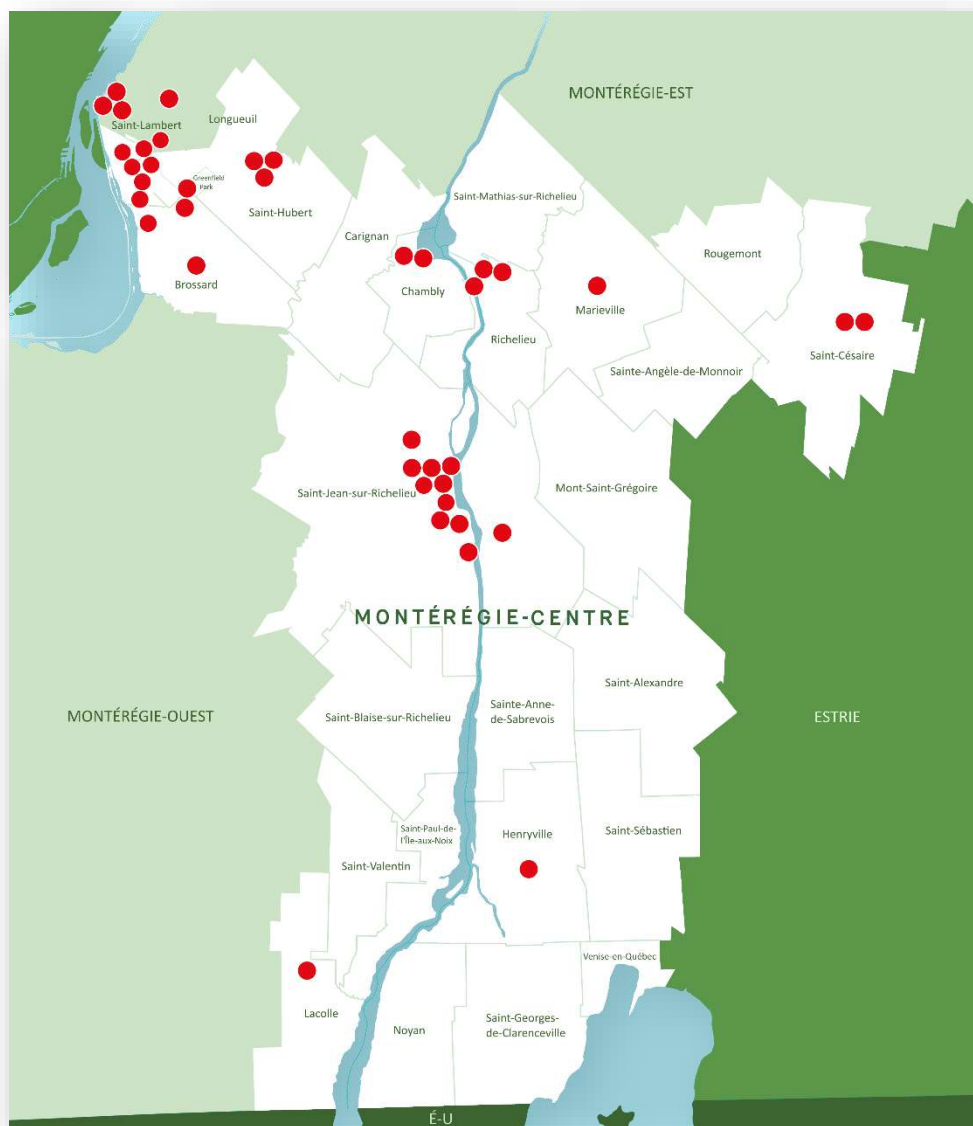 MONTÉRÉGIE-EST
Longueuil
Saint-Lambert
Greenfield
Park
Saint-Hubert
Saint-Mathias-sur-Richelieu
Carignan
Rougemont
Brossard
Chambly
Marieville
Richelieu
Saint-Césaire
Sainte-Angèle-de-Monnoir
Saint-Jean-sur-Richelieu
Mont-Saint-Grégoire
MONTÉRÉGIE-CENTRE
Saint-Alexandre
MONTÉRÉGIE-OUEST
Saint-Blaise-sur-Richelieu
Sainte-Anne-
de-Sabrevois
ESTRIE
Saint-Paul-de-
l'Île-aux-Noix
Henryville
Saint-Sébastien
Saint-Valentin
Venise-en-Québec
Lacolle
Noyan
Saint-Georges-
de-Clarenceville
É-U